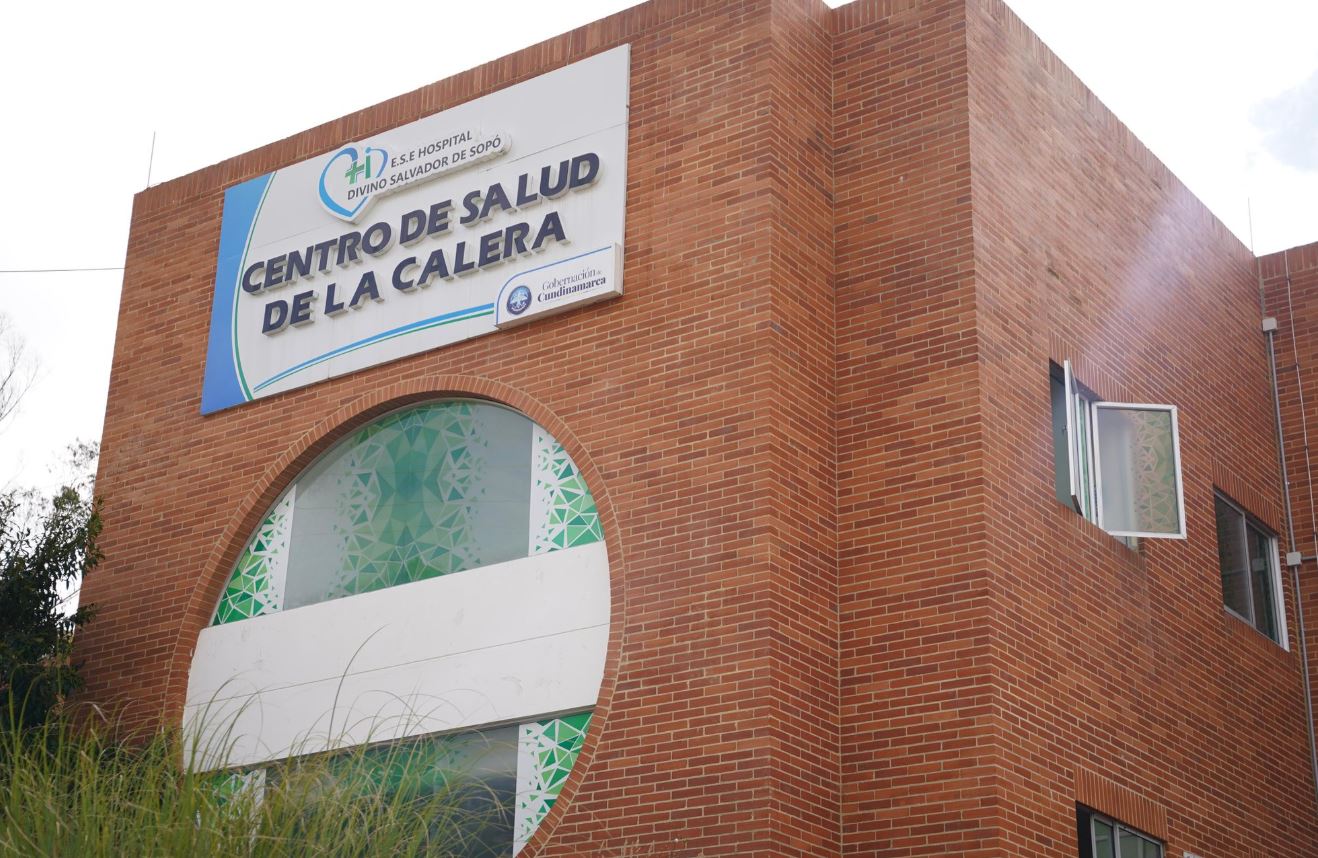 E.S.E HOSPITAL
DIVINO SALVADOR DE SOPÓ
CENTRO DE SALUD
DE LA CALERA
Gobernación de
Cundinamarca